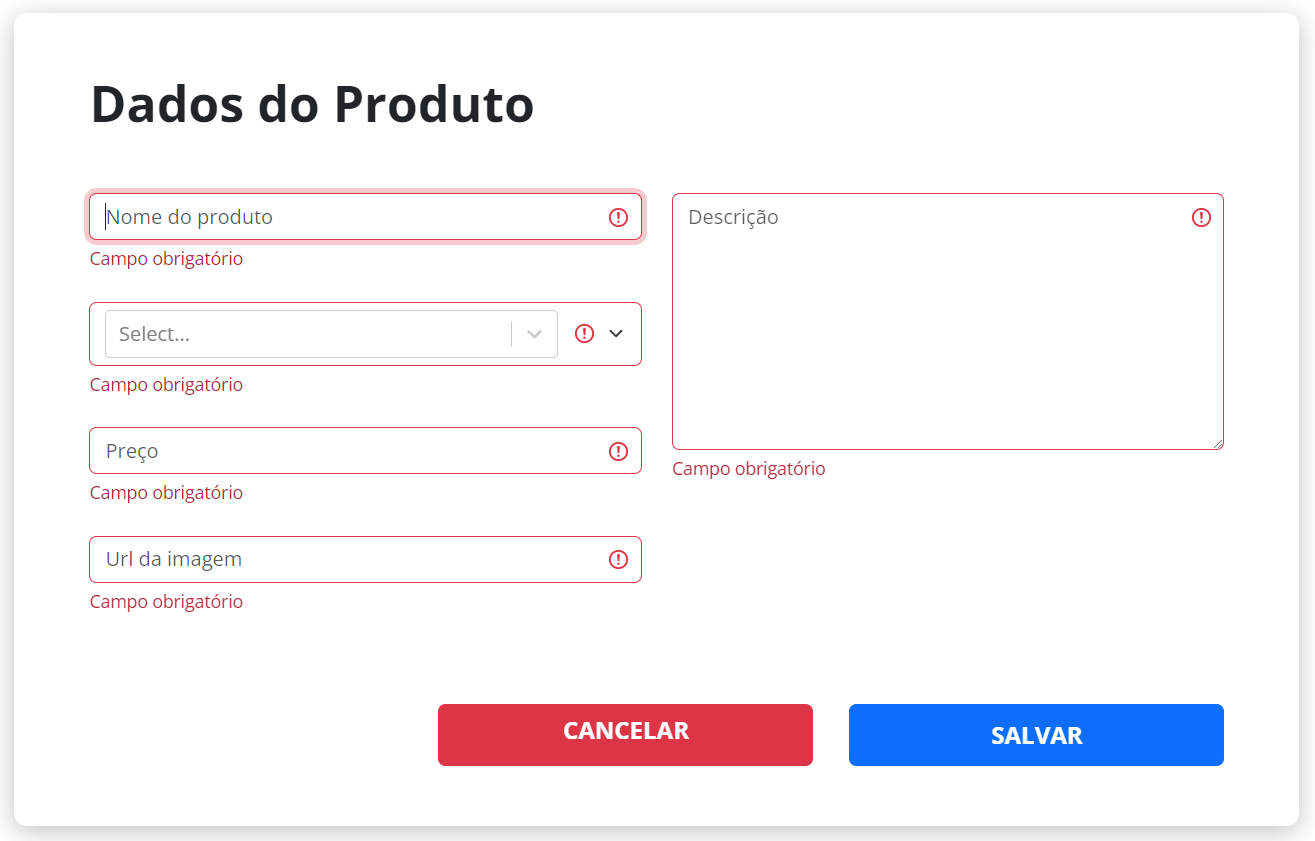 Dados do Produto
Nome do produto
Campo obrigatório
Select...
Campo obrigatório
Preço
Campo obrigatório
Url da imagem
Campo obrigatório
Descrição
Campo obrigatório
CANCELAR
SALVAR